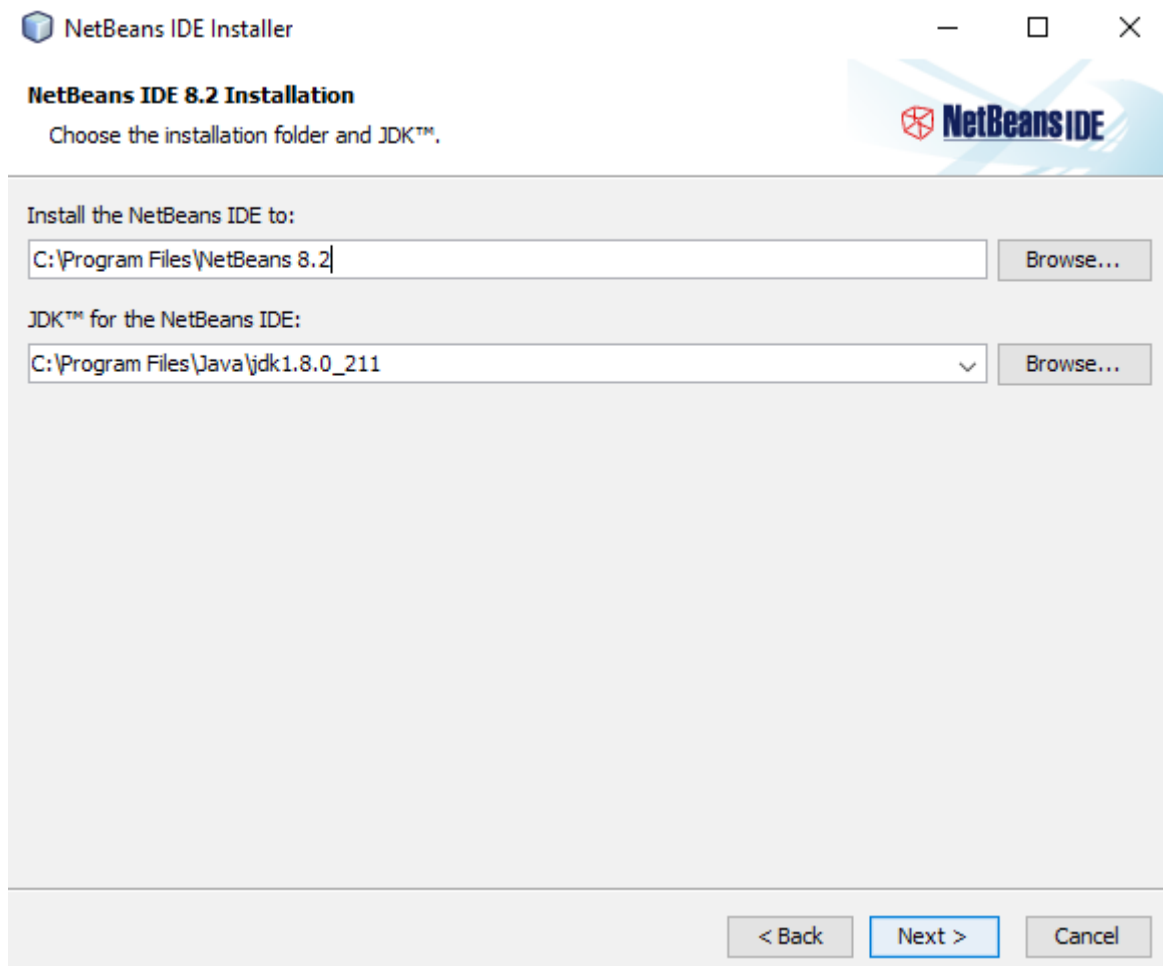 NetBeans IDE Installer
NetBeans IDE 8.2 Installation
Choose the installation folder and JDK™.
NetBeans IDE
Install the NetBeans IDE to:
C:\Program Files\NetBeans 8.2
Browse...
JDK™ for the NetBeans IDE:
C:\Program Files\Java\jdk1.8.0_211
Browse...
< Back
Next >
Cancel